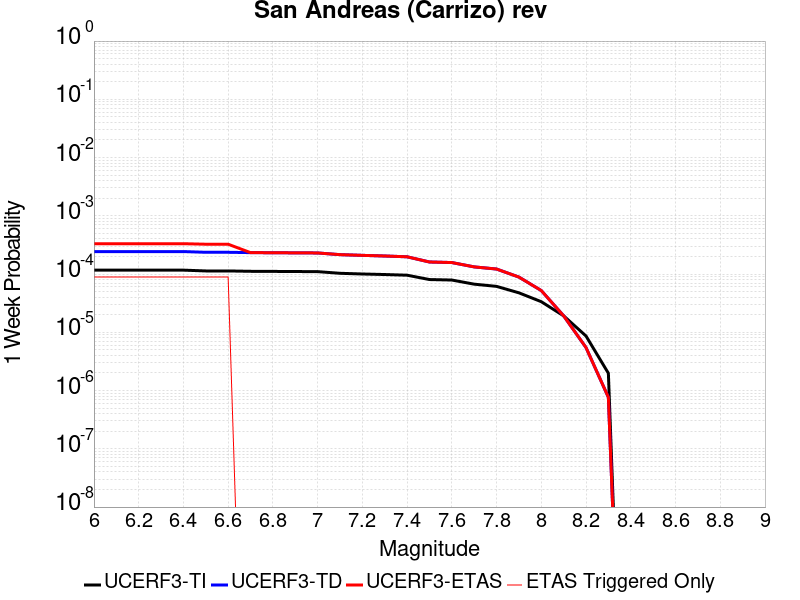 San Andreas (Carrizo) rev
10^0
10^-1
10^-2
10^-3
10^-4
10^-5
10^-6
10^-7
10^-8
1 Week Probability
6 6.2 6.4 6.6 6.8 7 7.2 7.4 7.6 7.8 8 8.2 8.4 8.6 8.8 9
Magnitude
UCERF3-TI UCERF3-TD UCERF3-ETAS ETAS Triggered Only